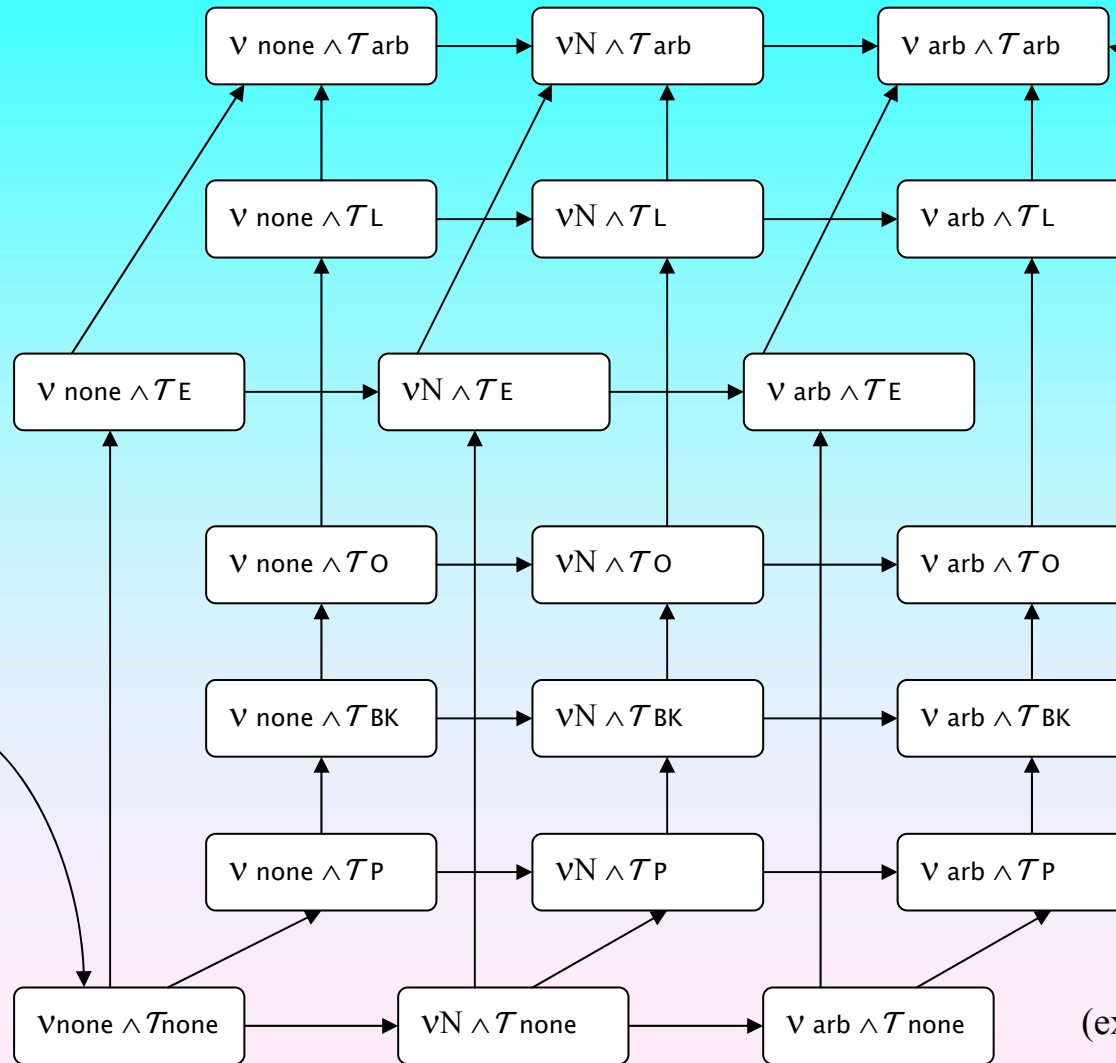 ν none ∧ 𝒯 arb νN ∧ 𝒯 arb ν arb ∧ 𝒯 arb
ν none ∧ 𝒯 L νN ∧ 𝒯 L ν arb ∧ 𝒯 L
ν none ∧ 𝒯 E νN ∧ 𝒯 E ν arb ∧ 𝒯 E
ν none ∧ 𝒯 O νN ∧ 𝒯 O ν arb ∧ 𝒯 O
ν none ∧ 𝒯 BK νN ∧ 𝒯 BK ν arb ∧ 𝒯 BK
ν none ∧ 𝒯 P νN ∧ 𝒯 P ν arb ∧ 𝒯 P
νnone ∧ 𝒯none νN ∧ 𝒯 none ν arb ∧ 𝒯 none